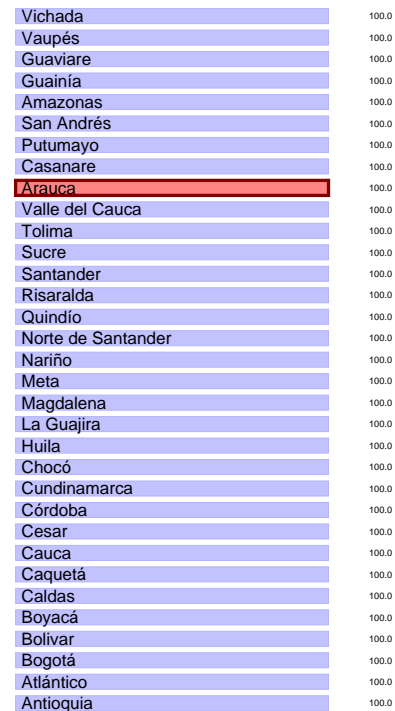 Vichada 100.0
Vaupés 100.0
Guaviare 100.0
Guainía 100.0
Amazonas 100.0
San Andrés 100.0
Putumayo 100.0
Casanare 100.0
Arauca 100.0
Valle del Cauca 100.0
Tolima 100.0
Sucre 100.0
Santander 100.0
Risaralda 100.0
Quindío 100.0
Norte de Santander 100.0
Nariño 100.0
Meta 100.0
Magdalena 100.0
La Guajira 100.0
Huila 100.0
Chocó 100.0
Cundinamarca 100.0
Córdoba 100.0
Cesar 100.0
Cauca 100.0
Caquetá 100.0
Caldas 100.0
Boyacá 100.0
Bolivar 100.0
Bogotá 100.0
Atlántico 100.0
Antioquia 100.0